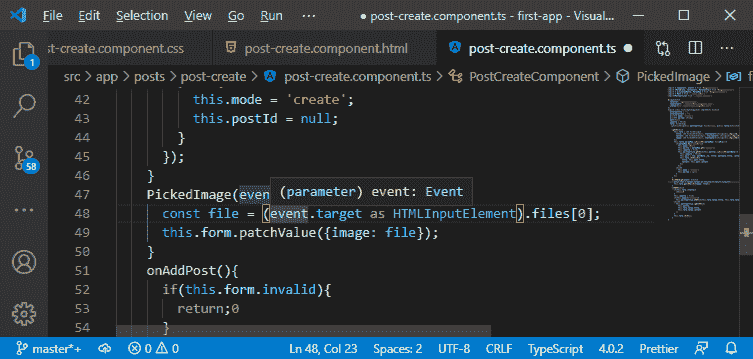 File Edit Selection View Go Run ··· ● post-create.component.ts - first-app - Visual...
st-create.component.css post-create.component.html post-create.component.ts ●
src > app > posts > post-create > post-create.component.ts > PostCreateComponent > PickedImage > f
42 this.mode = 'create';
43 this.postId = null;
44 }
45 });
46 }
47 PickedImage(even (parameter) event: Event
48 const file = (event.target as HTMLInputElement).files[0];
49 this.form.patchValue({image: file});
50 }
51 onAddPost(){
52 if(this.form.invalid){
53 return;0
54 }
1
58
master*+ 0 0 Ln 48, Col 23 Spaces: 2 UTF-8 CRLF TypeScript 4.0.2 Prettier